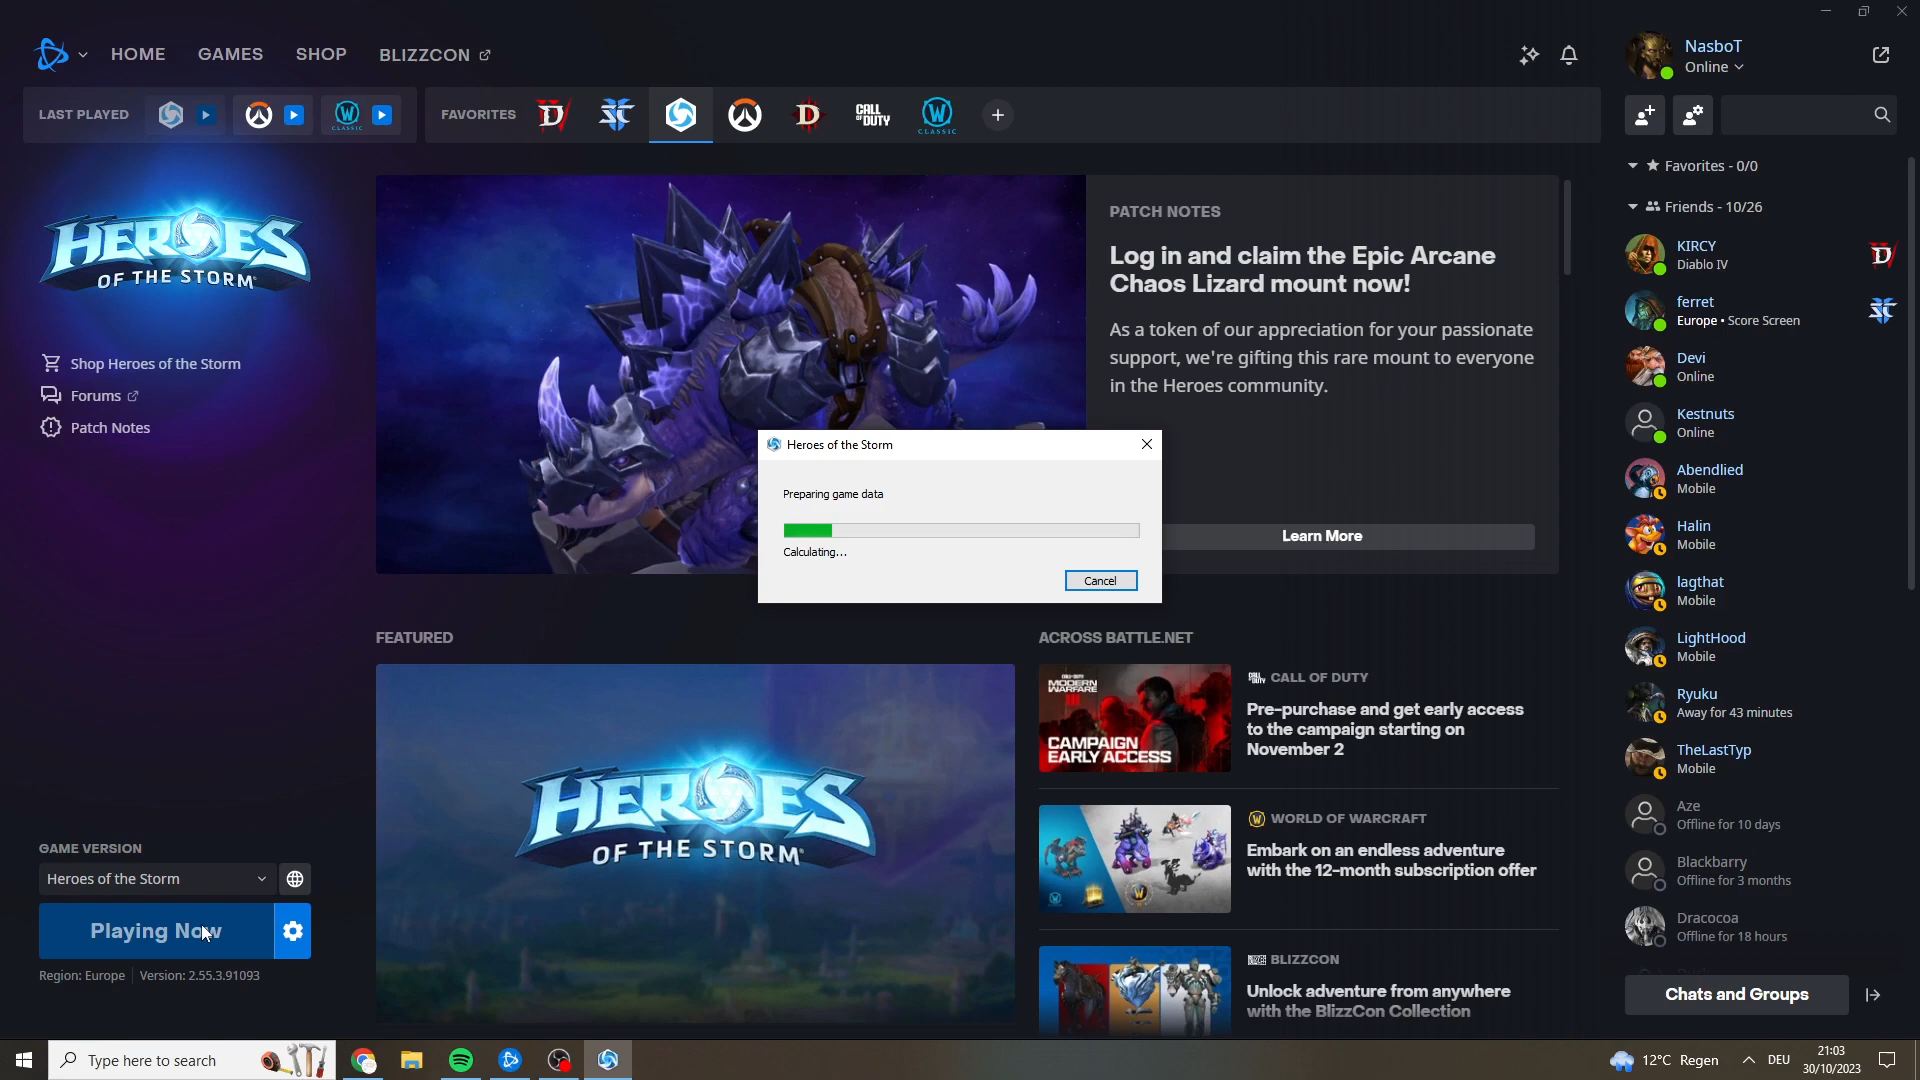 HOME
GAMES
SHOP
BLIZZCON
NasboT
Online
LAST PLAYED
CLASSIC
FAVORITES
CALL OF DUTY
CLASSIC
HEROES
OF THE STORM
Shop Heroes of the Storm
Forums
Patch Notes
PATCH NOTES
Log in and claim the Epic Arcane
Chaos Lizard mount now!
As a token of our appreciation for your passionate
support, we're gifting this rare mount to everyone
in the Heroes community.
Learn More
Heroes of the Storm
Preparing game data
Calculating...
Cancel
FEATURED
HEROES
OF THE STORM
ACROSS BATTLE.NET
MODERN
WARFARE
III
CAMPAIGN
EARLY ACCESS
CALL OF DUTY
Pre-purchase and get early access
to the campaign starting on
November 2
WORLD OF WARCRAFT
Embark on an endless adventure
with the 12-month subscription offer
BLIZZCON
Unlock adventure from anywhere
with the BlizzCon Collection
GAME VERSION
Heroes of the Storm
Playing Now
Region: Europe
Version: 2.55.3.91093
Favorites - 0/0
Friends - 10/26
KIRCY
Diablo IV
ferret
Europe • Score Screen
Devi
Online
Kestnuts
Online
Abendlied
Mobile
Halin
Mobile
lagthat
Mobile
LightHood
Mobile
Ryuku
Away for 43 minutes
TheLastTyp
Mobile
Aze
Offline for 10 days
Blackbarry
Offline for 3 months
Dracocoa
Offline for 18 hours
Chats and Groups
Type here to search
12°C Regen
DEU
21:03
30/10/2023